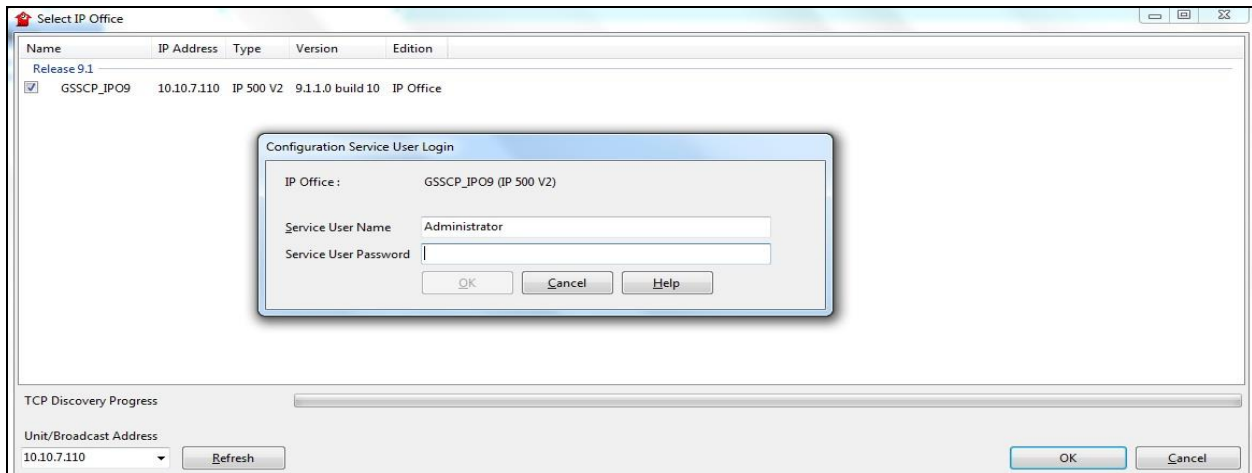 Select IP Office
Name IP Address Type Version Edition
Release 9.1
GSSCP_IPO9 10.10.7.110 IP 500 V2 9.1.1.0 build 10 IP Office
Configuration Service User Login
IP Office : GSSCP_IPO9 (IP 500 V2)
Service User Name Administrator
Service User Password
OK Cancel Help
TCP Discovery Progress
Unit/Broadcast Address
10.10.7.110 Refresh OK Cancel